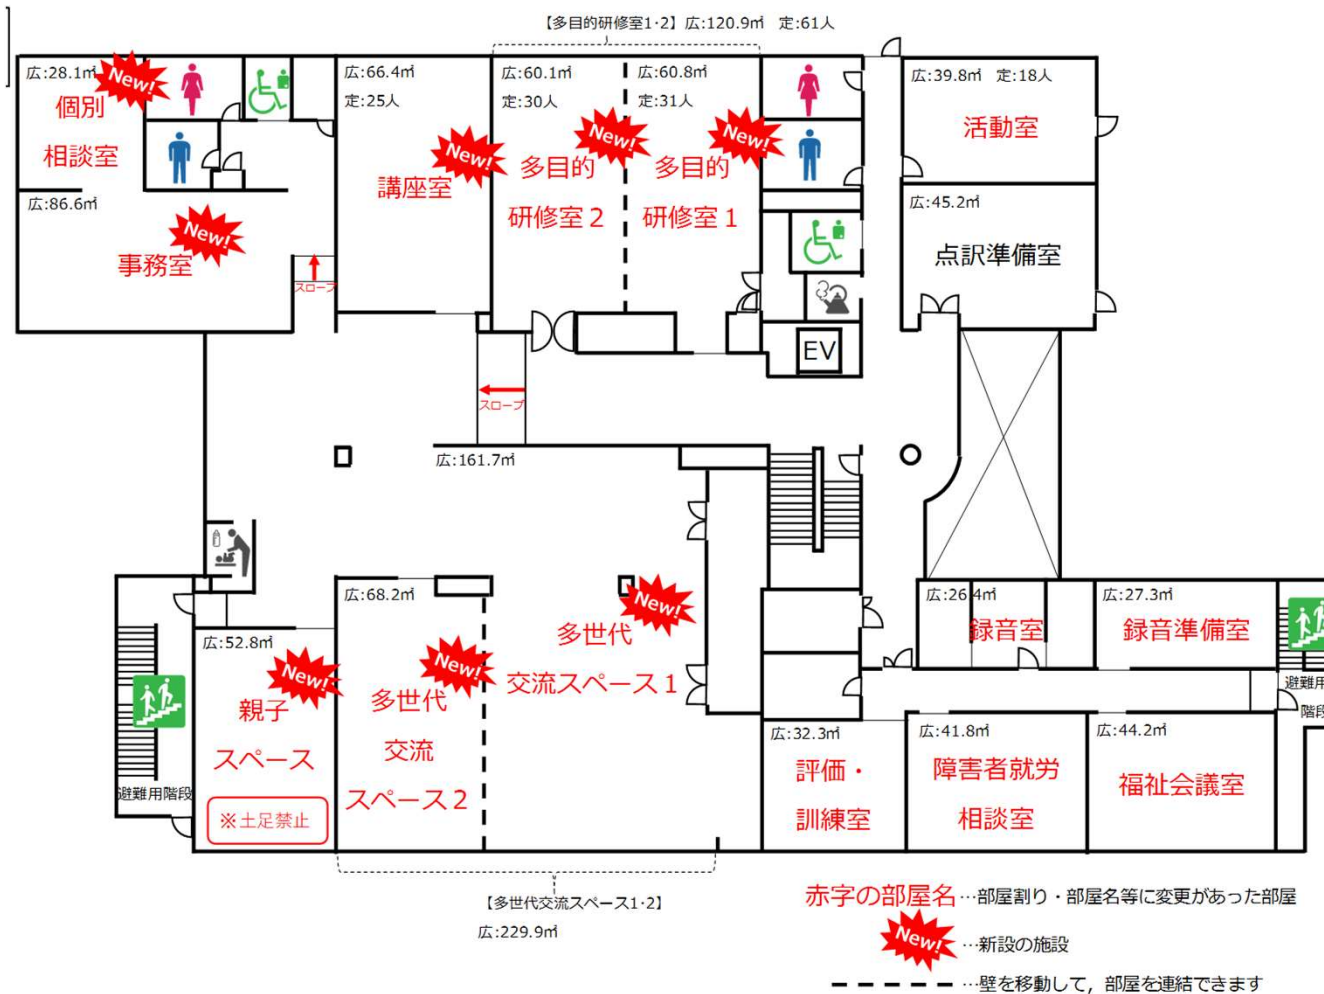 【多目的研修室1･2】広:120.9㎡　定:61人
広:28.1㎡
New!
個別
相談室
広:66.4㎡
定:25人
New!
講座室
広:60.1㎡
定:30人
New!
多目的
研修室２
広:60.8㎡
定:31人
New!
多目的
研修室１
広:39.8㎡　定:18人
活動室
広:86.6㎡
New!
事務室
スロープ
広:45.2㎡
点訳準備室
EV
スロープ
広:161.7㎡
New!
多世代
交流スペース１
広:68.2㎡
New!
多世代
交流
スペース２
広:52.8㎡
New!
親子
スペース
※土足禁止
避難用階段
広:26.4㎡
録音室
広:27.3㎡
録音準備室
避難用
階段
広:32.3㎡
評価・
訓練室
広:41.8㎡
障害者就労
相談室
広:44.2㎡
福祉会議室
【多世代交流スペース1･2】
広:229.9㎡
赤字の部屋名…部屋割り・部屋名等に変更があった部屋
New!…新設の施設
…壁を移動して，部屋を連結できます